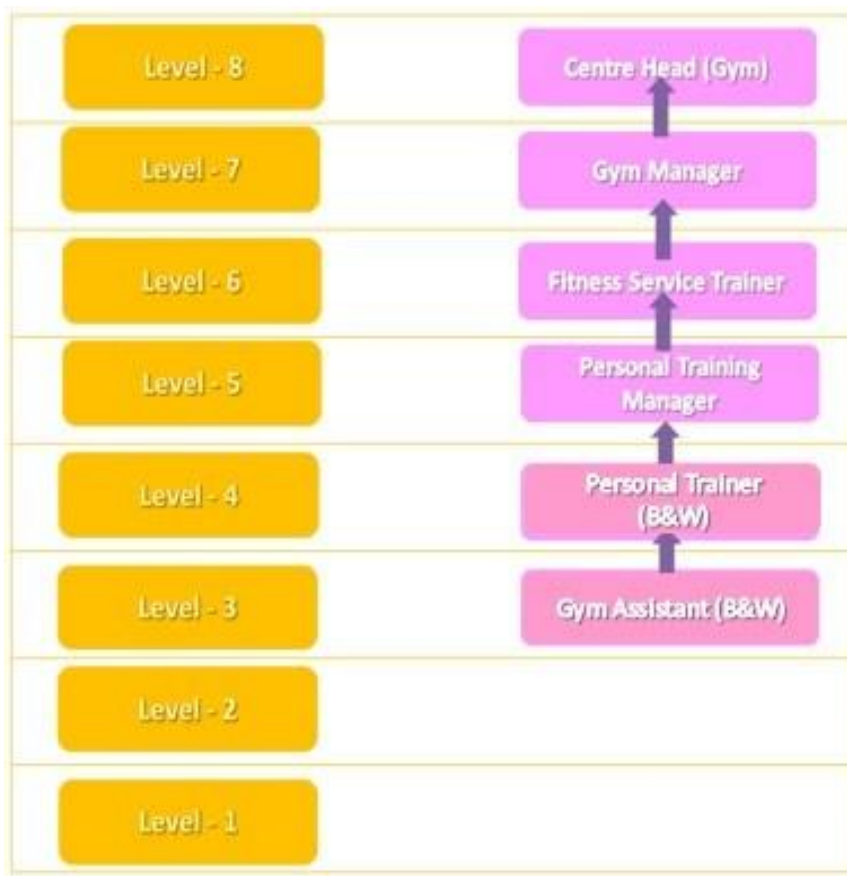 Level - 8
Centre Head (Gym)
Level - 7
Gym Manager
Level - 6
Fitness Service Trainer
Level - 5
Personal Training
Manager
Level - 4
Personal Trainer
(B&W)
Level - 3
Gym Assistant (B&W)
Level - 2
Level - 1